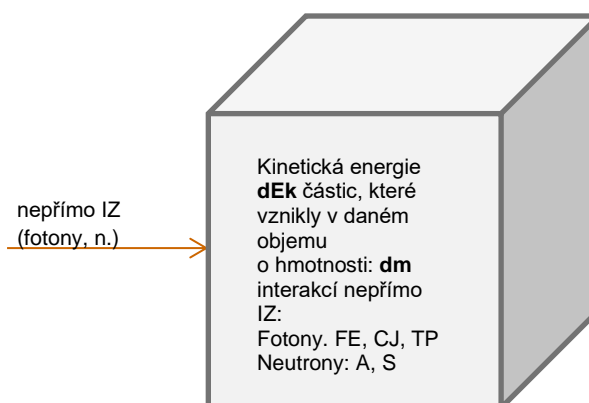 nepřímo IZ
(fotony, n.)
Kinetická energie
dEk částic, které
vznikly v daném
objemu
o hmotnosti: dm
interakcí nepřímo
IZ:
Fotony. FE, CJ, TP
Neutrony: A, S